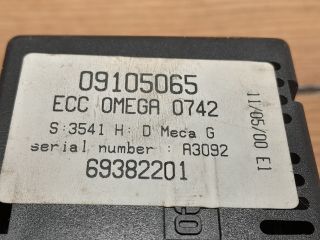 09105065
ECC OMEGA 0742
S:3541 H: D Meca G
serial number : A3092
69382201
11/05/00 E1